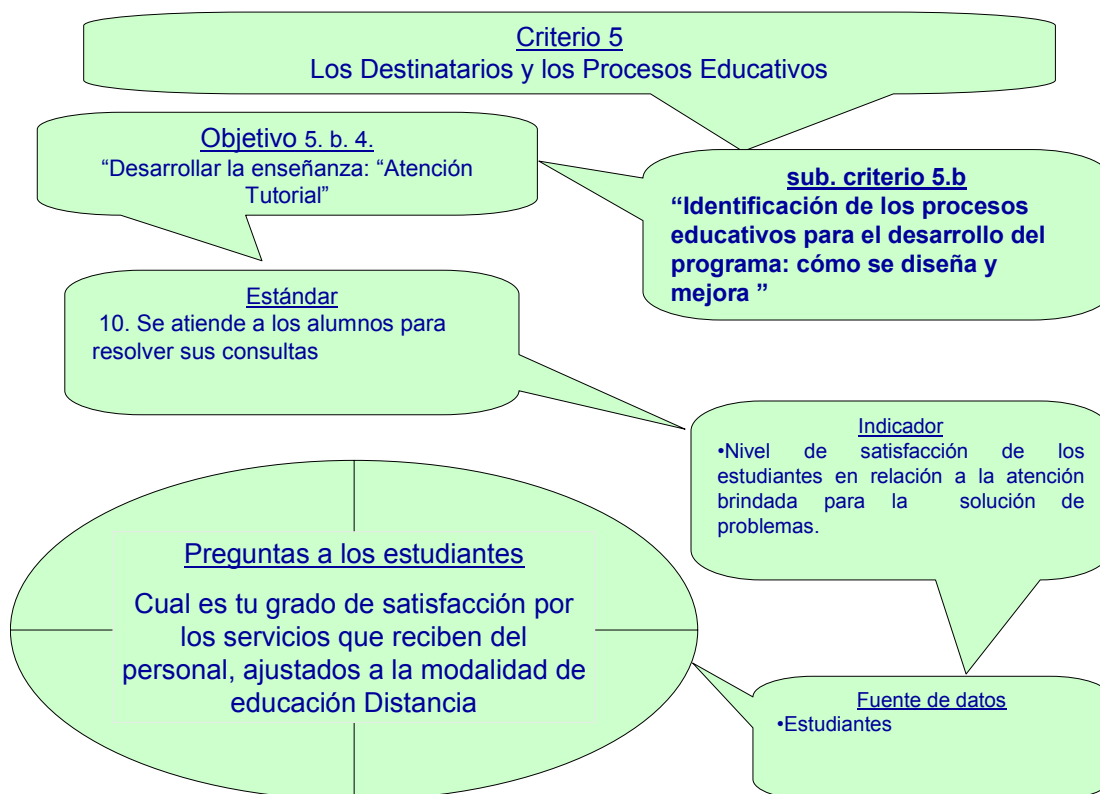 Criterio 5
Los Destinatarios y los Procesos Educativos
Objetivo 5. b. 4.
“Desarrollar la enseñanza: “Atención
Tutorial”
sub. criterio 5.b
“Identificación de los procesos
educativos para el desarrollo del
programa: cómo se diseña y
mejora ”
Estándar
10. Se atiende a los alumnos para
resolver sus consultas
Indicador
•Nivel de satisfacción de los
estudiantes en relación a la atención
brindada para la solución de
problemas.
Preguntas a los estudiantes
Cual es tu grado de satisfacción por
los servicios que reciben del
personal, ajustados a la modalidad de
educación Distancia
Fuente de datos
•Estudiantes